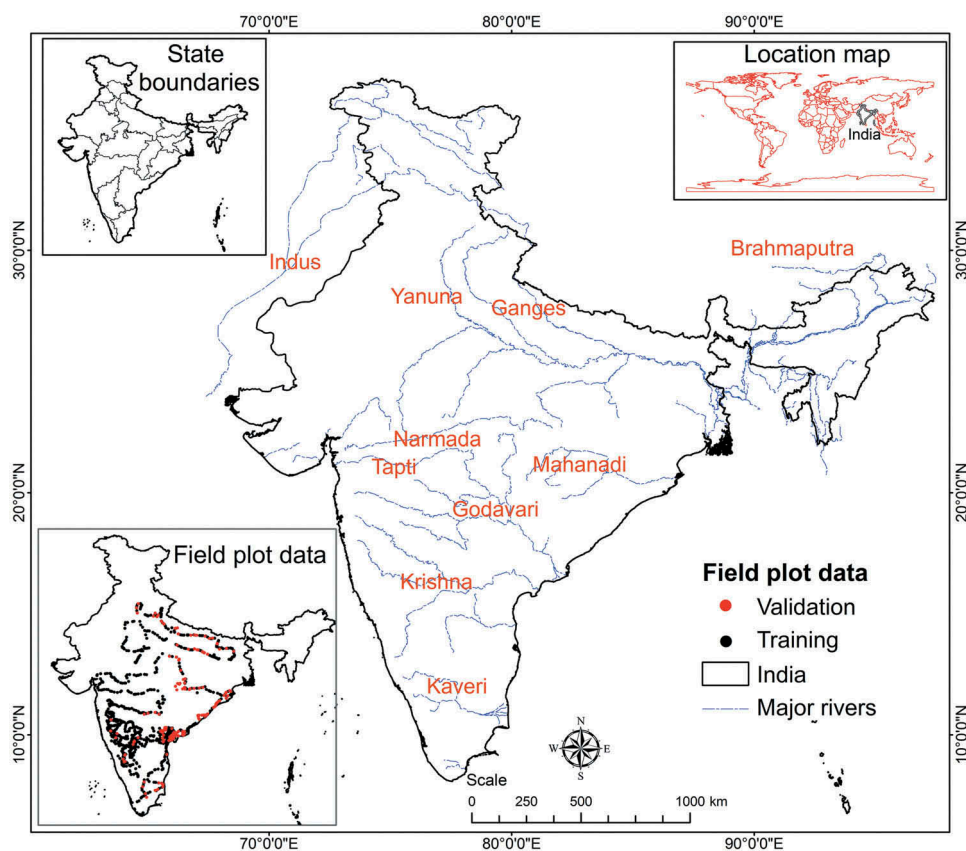 70°0'0"E 80°0'0"E 90°0'0"E
State
boundaries
Location map
India
30°0'0"N
30°0'0"N
Brahmaputra
Indus
Yanuna
Ganges
Narmada
Tapti
Mahanadi
20°0'0"N
20°0'0"N
Godavari
Field plot data
Krishna
Kaveri
Field plot data
Validation
Training
India
Major rivers
10°0'0"N
10°0'0"N
N
W E
S
Scale
0 250 500 1000 km
70°0'0"E 80°0'0"E 90°0'0"E